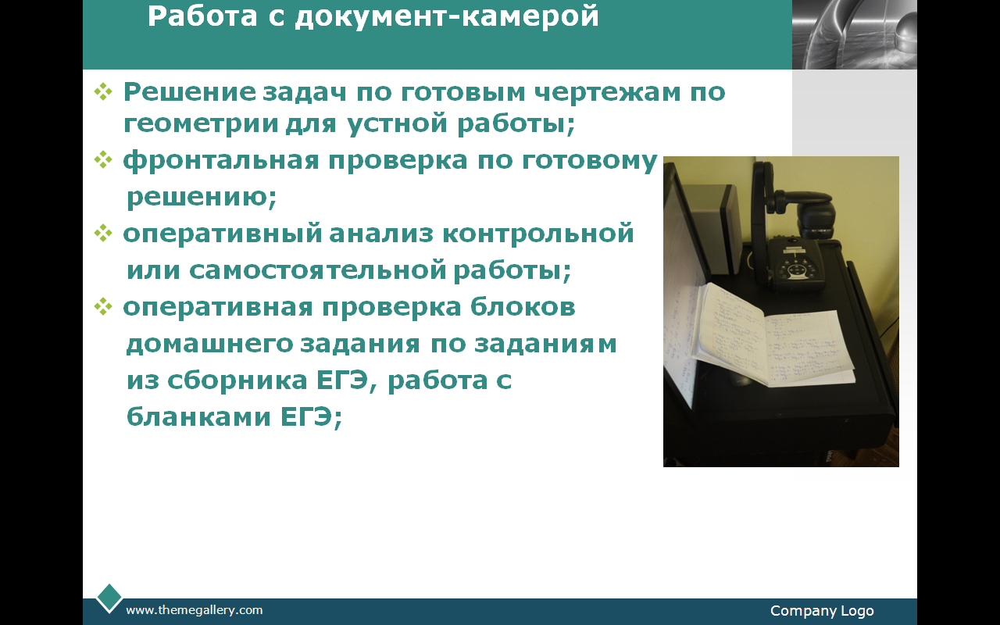 Работа с документ-камерой
Решение задач по готовым чертежам по
геометрии для устной работы;
фронтальная проверка по готовому
решению;
оперативный анализ контрольной
или самостоятельной работы;
оперативная проверка блоков
домашнего задания по заданиям
из сборника ЕГЭ, работа с
бланками ЕГЭ;
www.themegallery.com
Company Logo